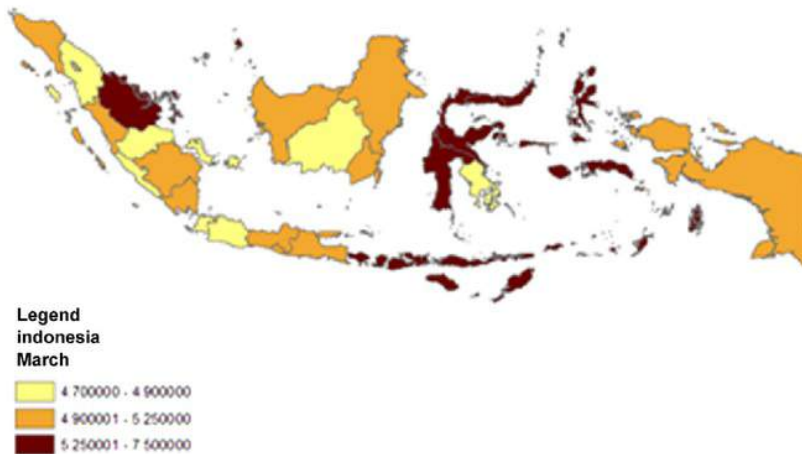 Legend
indonesia
March
4.700000 - 4.900000
4.900001 - 5.250000
5.250001 - 7.500000